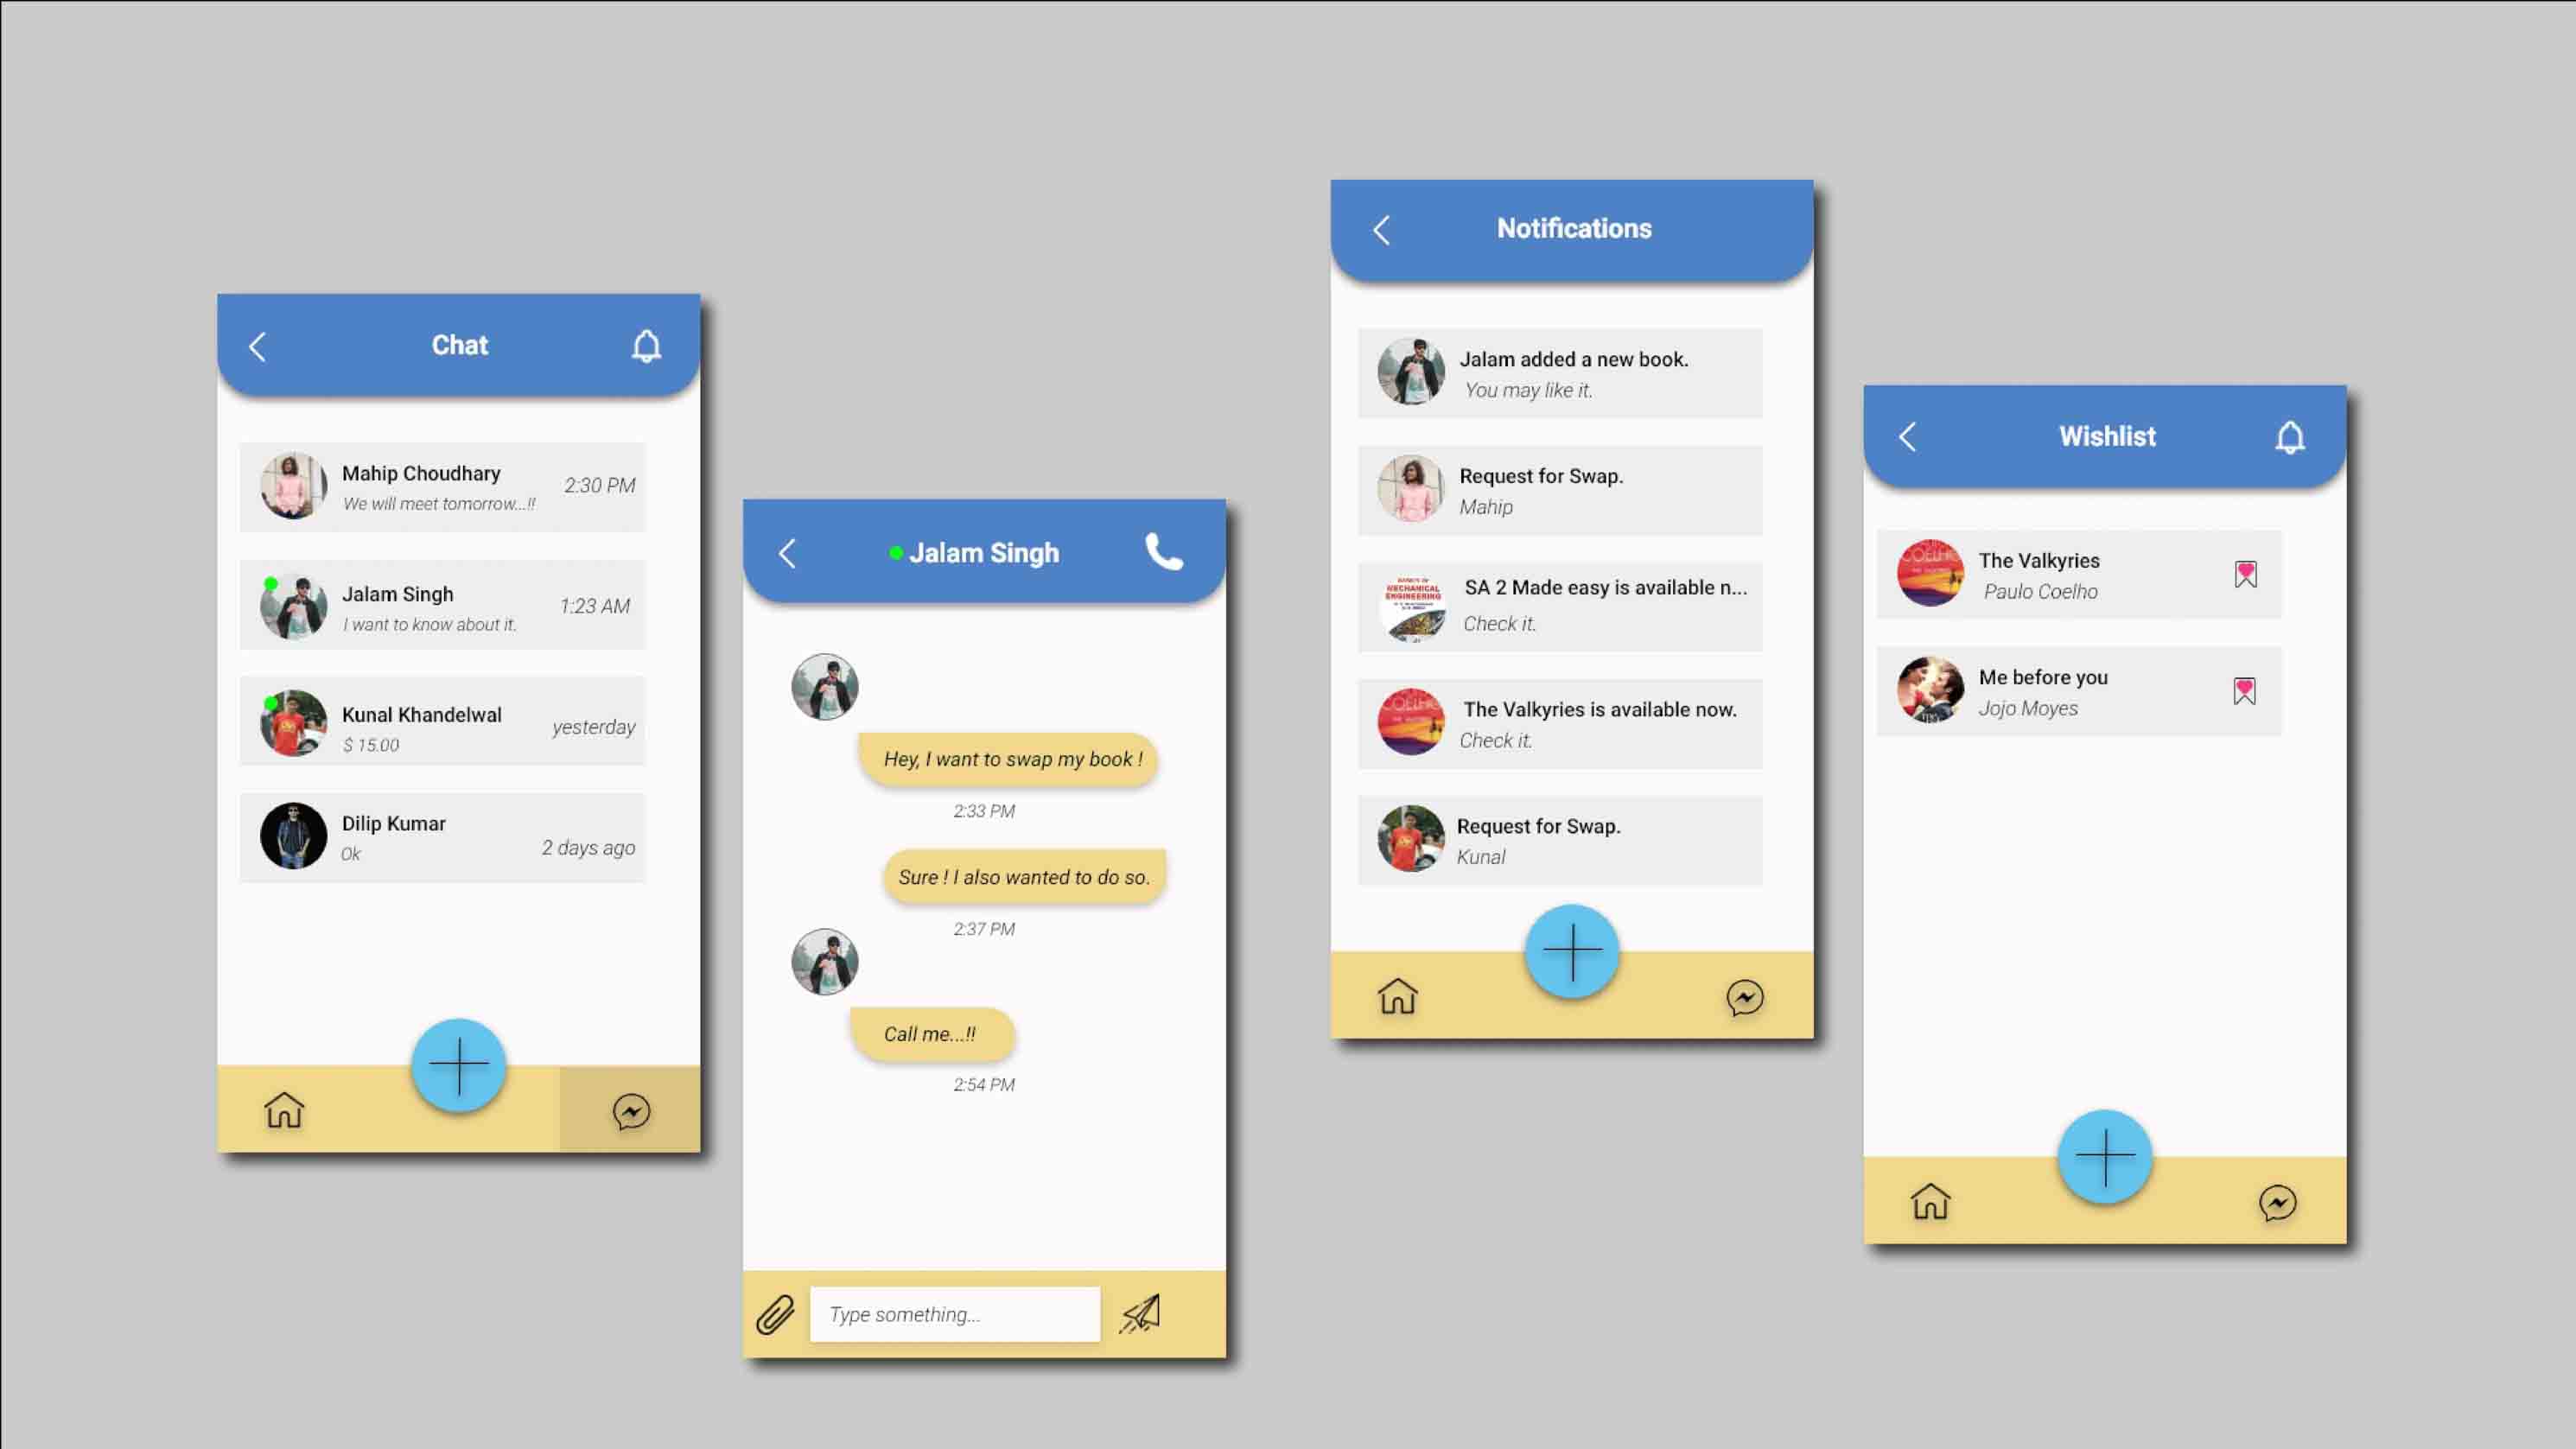 Chat
Mahip Choudhary
We will meet tomorrow...!!
2:30 PM
Jalam Singh
I want to know about it.
1:23 AM
Kunal Khandelwal
$ 15.00
yesterday
Dilip Kumar
Ok
2 days ago
Jalam Singh
Hey, I want to swap my book !
2:33 PM
Sure ! I also wanted to do so.
2:37 PM
Call me...!!
2:54 PM
Type something...
Notifications
Jalam added a new book.
You may like it.
Request for Swap.
Mahip
MECHANICAL
ENGINEERING
SA 2 Made easy is available n...
Check it.
COELHO
The Valkyries is available now.
Check it.
Request for Swap.
Kunal
Wishlist
COELHO
The Valkyries
Paulo Coelho
Me before you
Jojo Moyes